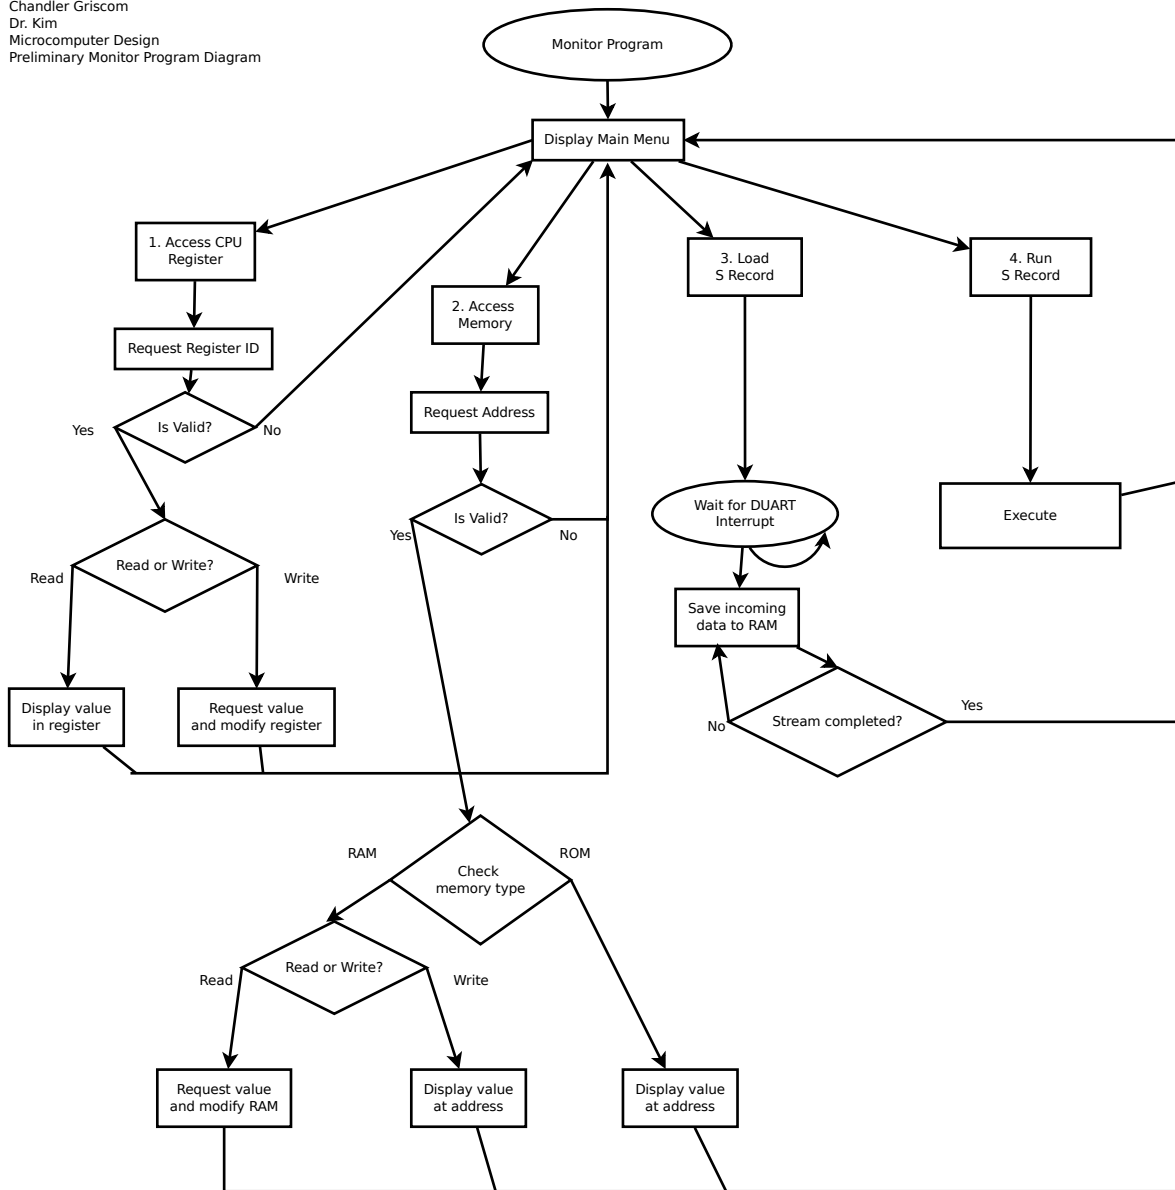 Chandler Griscom
Dr. Kim
Microcomputer Design
Preliminary Monitor Program Diagram
Monitor Program
Display Main Menu
1. Access CPU
Register
2. Access
Memory
3. Load
S Record
4. Run
S Record
Request Register ID
Request Address
Is Valid?
Yes
No
Is Valid?
Yes
No
Wait for DUART
Interrupt
Execute
Read or Write?
Read
Write
Save incoming
data to RAM
Display value
in register
Request value
and modify register
Stream completed?
No
Yes
Check
memory type
RAM
ROM
Read or Write?
Read
Write
Request value
and modify RAM
Display value
at address
Display value
at address